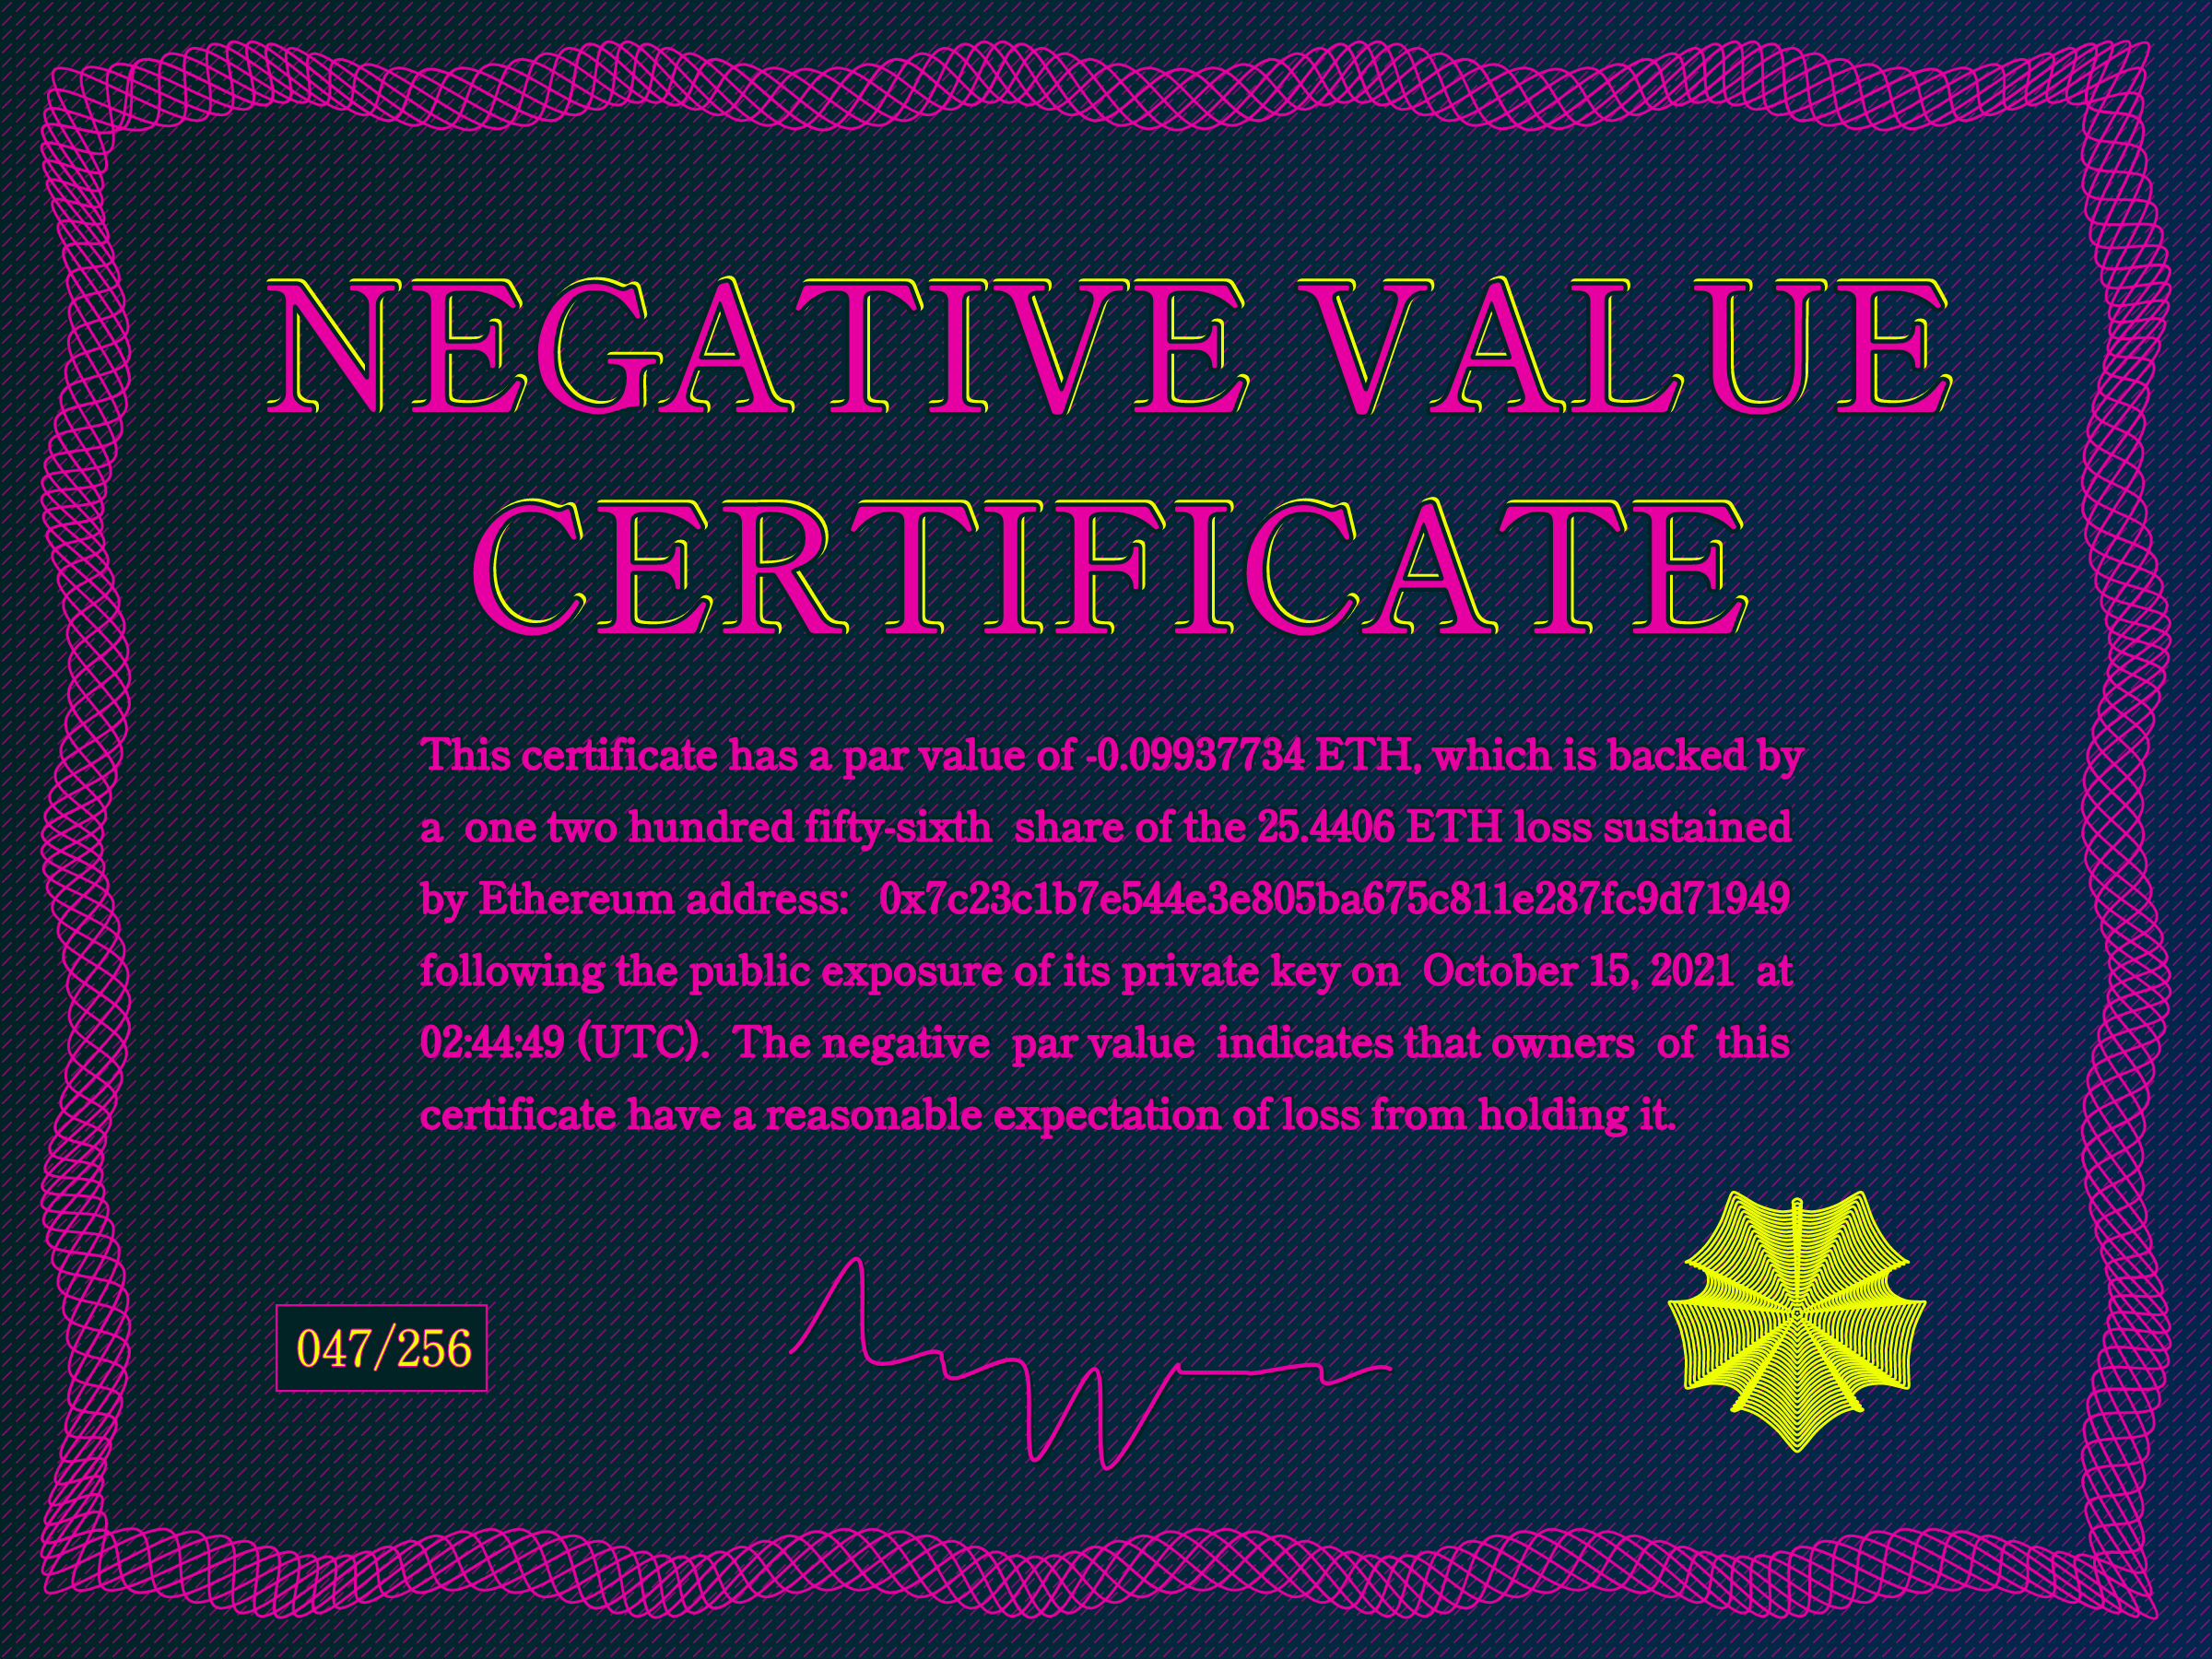 NEGATIVE VALUE
CERTIFICATE
This certificate has a par value of -0.09937734 ETH, which is backed by
a one two hundred fifty-sixth share of the 25.4406 ETH loss sustained
by Ethereum address: 0x7c23c1b7e544e3e805ba675c811e287fc9d71949
following the public exposure of its private key on October 15, 2021 at
02:44:49 (UTC). The negative par value indicates that owners of this
certificate have a reasonable expectation of loss from holding it.
047/256